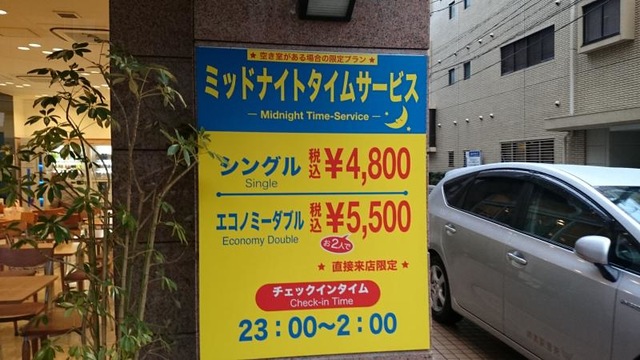 ★ 空き室がある場合の限定プラン ★
ミッドナイトタイムサービス
— Midnight Time-Service —
シングル 税込 ¥4,800
Single
エコノミーダブル 税込 ¥5,500
Economy Double お2人で
★ 直接来店限定 ★
チェックインタイム
Check-in Time
23:00～2:00